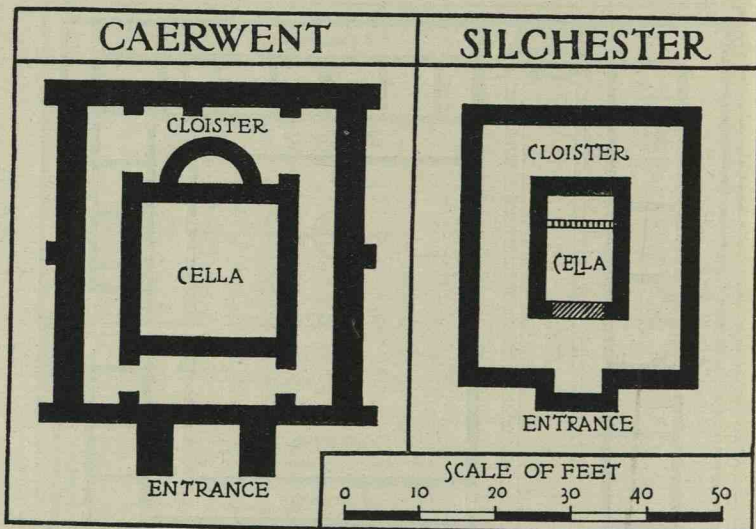 CAERWENT
CLOISTER
CELLA
ENTRANCE
SILCHESTER
CLOISTER
CELLA
ENTRANCE
SCALE OF FEET
0 10 20 30 40 50